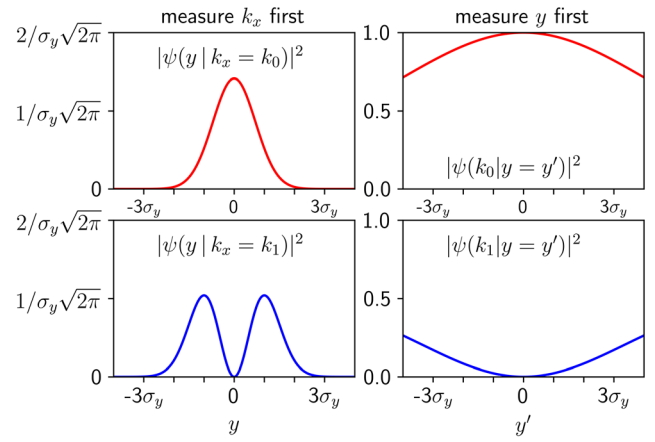 measure k_x first
measure y first
2/σ_y√2π
1/σ_y√2π
0
|ψ(y | k_x = k_0)|^2
-3σ_y 0 3σ_y
1.0
0.5
0.0
|ψ(k_0|y = y′)|^2
-3σ_y 0 3σ_y
2/σ_y√2π
1/σ_y√2π
0
|ψ(y | k_x = k_1)|^2
-3σ_y 0 3σ_y
y
1.0
0.5
0.0
|ψ(k_1|y = y′)|^2
-3σ_y 0 3σ_y
y′